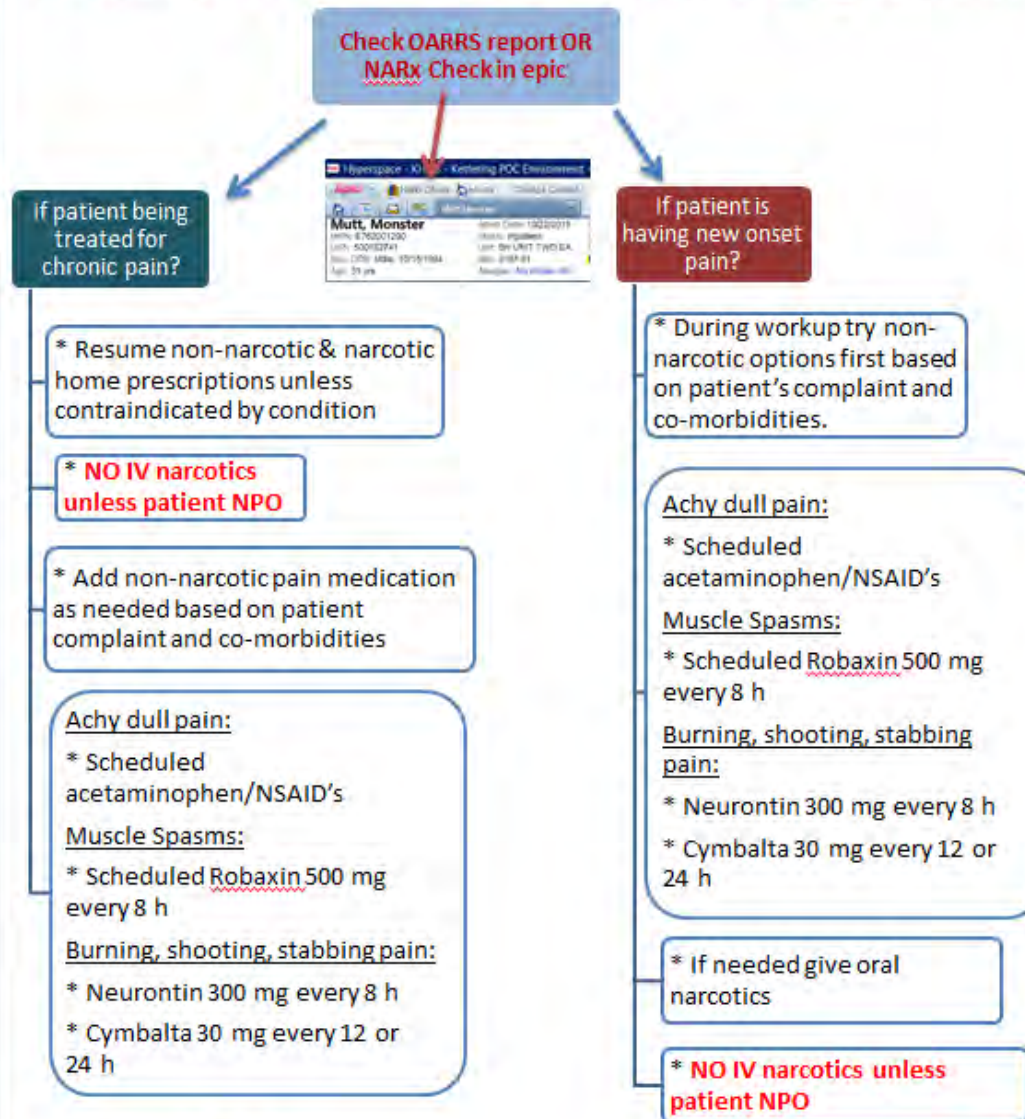 Check OARRS report OR
NARx Check in epic
Hyperspace - - Kettering POC Environment
Mutt, Monster
If patient being
treated for
chronic pain?
If patient is
having new onset
pain?
* Resume non-narcotic & narcotic
home prescriptions unless
contraindicated by condition
* NO IV narcotics
unless patient NPO
* Add non-narcotic pain medication
as needed based on patient
complaint and co-morbidities
Achy dull pain:
* Scheduled
acetaminophen/NSAID’s
Muscle Spasms:
* Scheduled Robaxin 500 mg
every 8 h
Burning, shooting, stabbing pain:
* Neurontin 300 mg every 8 h
* Cymbalta 30 mg every 12 or
24 h
* During workup try non-
narcotic options first based
on patient’s complaint and
co-morbidities.
Achy dull pain:
* Scheduled
acetaminophen/NSAID’s
Muscle Spasms:
* Scheduled Robaxin 500 mg
every 8 h
Burning, shooting, stabbing
pain:
* Neurontin 300 mg every 8 h
* Cymbalta 30 mg every 12 or
24 h
* If needed give oral
narcotics
* NO IV narcotics unless
patient NPO